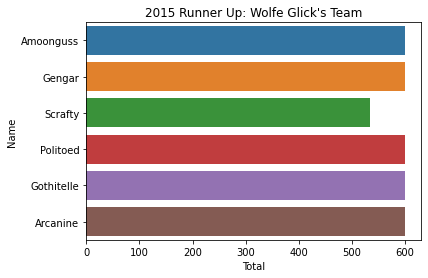 2015 Runner Up: Wolfe Glick's Team
Name
Amoonguss
Gengar
Scrafty
Politoed
Gothitelle
Arcanine
0 100 200 300 400 500 600
Total